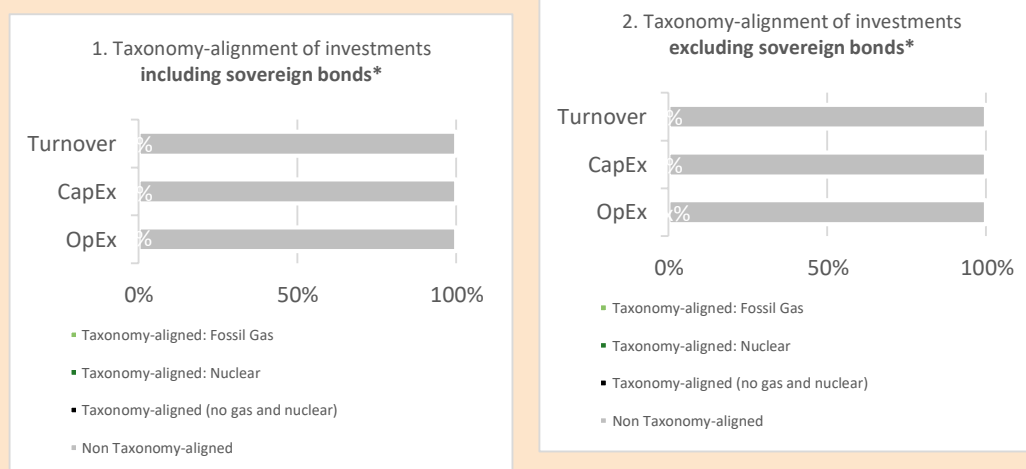 1. Taxonomy-alignment of investments
including sovereign bonds*
Turnover
%
CapEx
%
OpEx
%
0% 50% 100%
Taxonomy-aligned: Fossil Gas
Taxonomy-aligned: Nuclear
Taxonomy-aligned (no gas and nuclear)
Non Taxonomy-aligned
2. Taxonomy-alignment of investments
excluding sovereign bonds*
Turnover
%
CapEx
%
OpEx
x%
0% 50% 100%
Taxonomy-aligned: Fossil Gas
Taxonomy-aligned: Nuclear
Taxonomy-aligned (no gas and nuclear)
Non Taxonomy-aligned